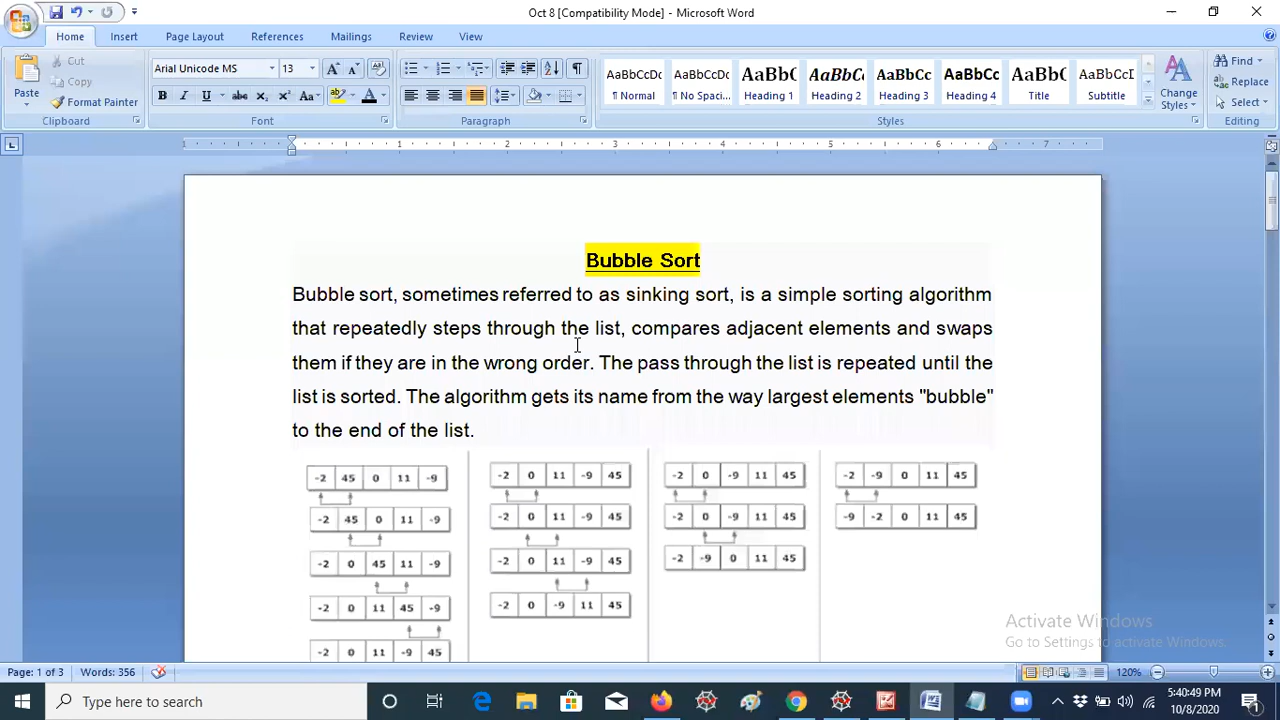 Oct 8 [Compatibility Mode] - Microsoft Word
Home Insert Page Layout References Mailings Review View
Paste
Cut
Copy
Format Painter
Clipboard
Arial Unicode MS 13
Font
Paragraph
AaBbCcDc AaBbCcDc AaBbC AaBbCc AaBbCc AaBbCc AaBbC AaBbCcI
¶ Normal ¶ No Spaci... Heading 1 Heading 2 Heading 3 Heading 4 Title Subtitle
Change Styles
Styles
Find
Replace
Select
Editing
1 1 2 3 4 5 6 7
Bubble Sort
Bubble sort, sometimes referred to as sinking sort, is a simple sorting algorithm
that repeatedly steps through the list, compares adjacent elements and swaps
them if they are in the wrong order. The pass through the list is repeated until the
list is sorted. The algorithm gets its name from the way largest elements "bubble"
to the end of the list.
-2 45 0 11 -9
-2 45 0 11 -9
-2 0 45 11 -9
-2 0 11 45 -9
-2 0 11 -9 45
-2 0 11 -9 45
-2 0 11 -9 45
-2 0 11 -9 45
-2 0 -9 11 45
-2 0 -9 11 45
-2 0 -9 11 45
-2 -9 0 11 45
-2 -9 0 11 45
-9 -2 0 11 45
Activate Windows
Go to Settings to activate Windows.
Page: 1 of 3 Words: 356 120%
Type here to search
5:40:49 PM
10/8/2020